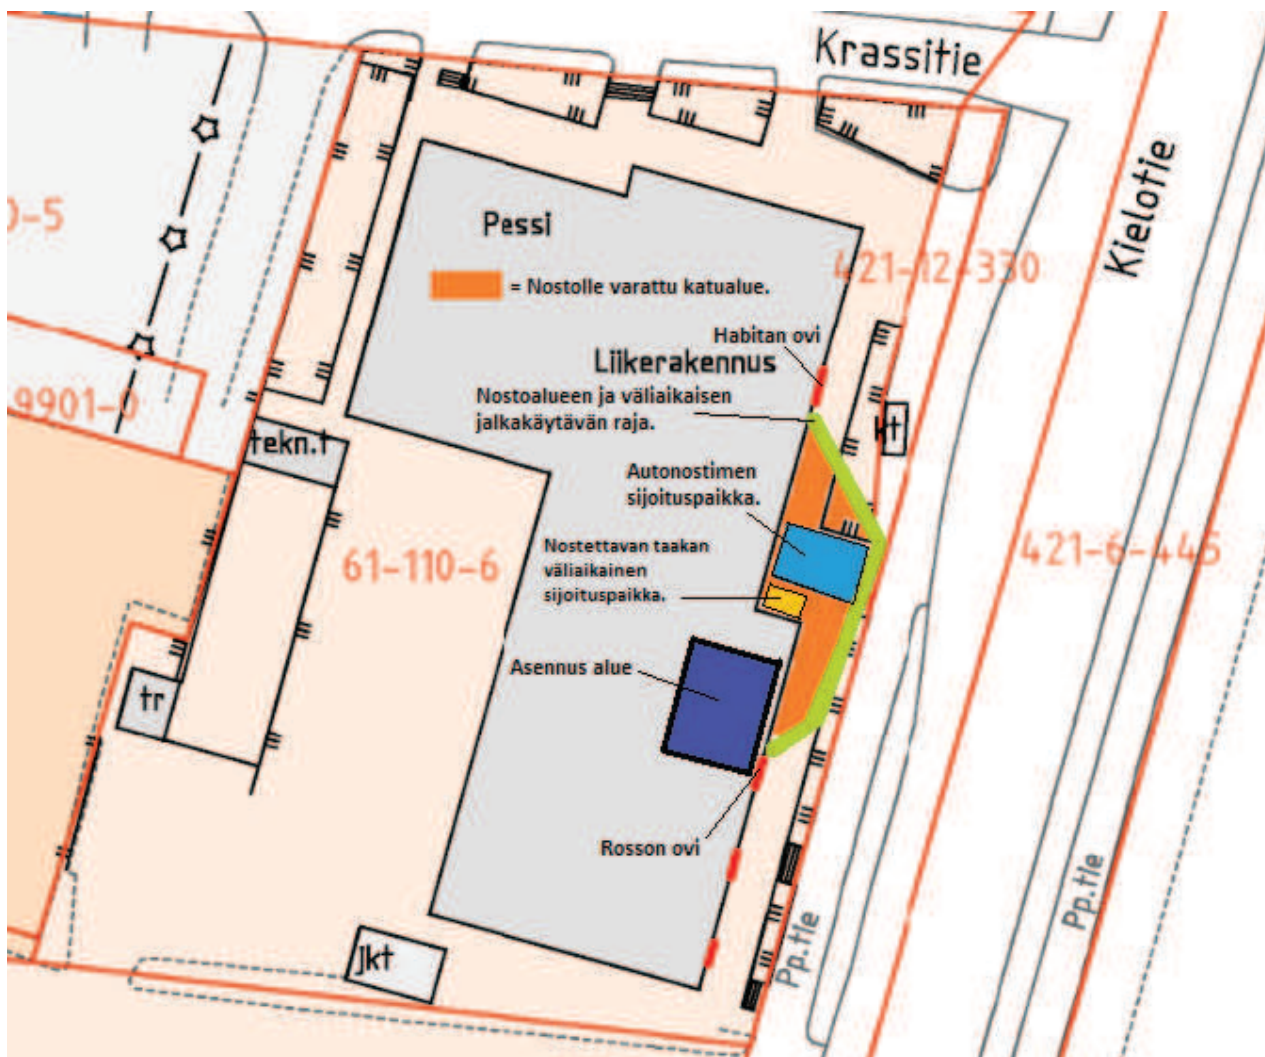 Krassitie
Kielotie
)-5
Pessi
421-12-330
= Nostolle varattu katualue.
Habitan ovi
Liikerakennus
Nostoalueen ja väliaikaisen
jalkakäytävän raja.
9901-0
tekn.t
Autonostimen
sijoituspaikka.
Nostettavan taakan
väliaikainen
sijoituspaikka.
61-110-6
421-6-445
Asennus alue
tr
Rosson ovi
Pp.tie
Pp.tie
jkt